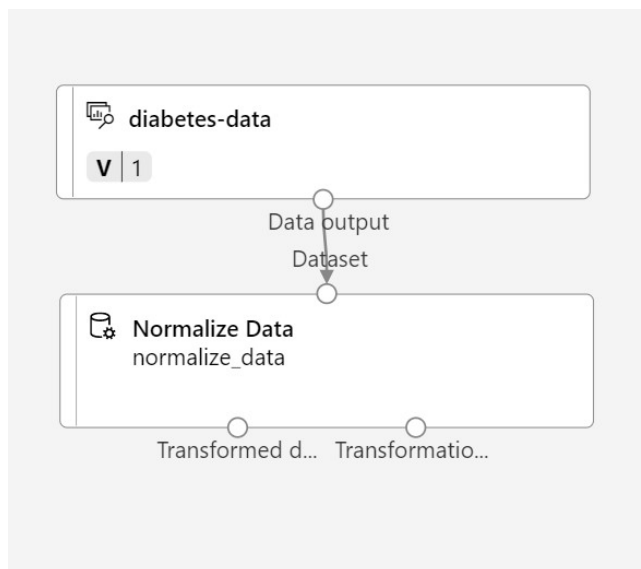 diabetes-data
V 1
Data output
Dataset
Normalize Data
normalize_data
Transformed d... Transformatio...